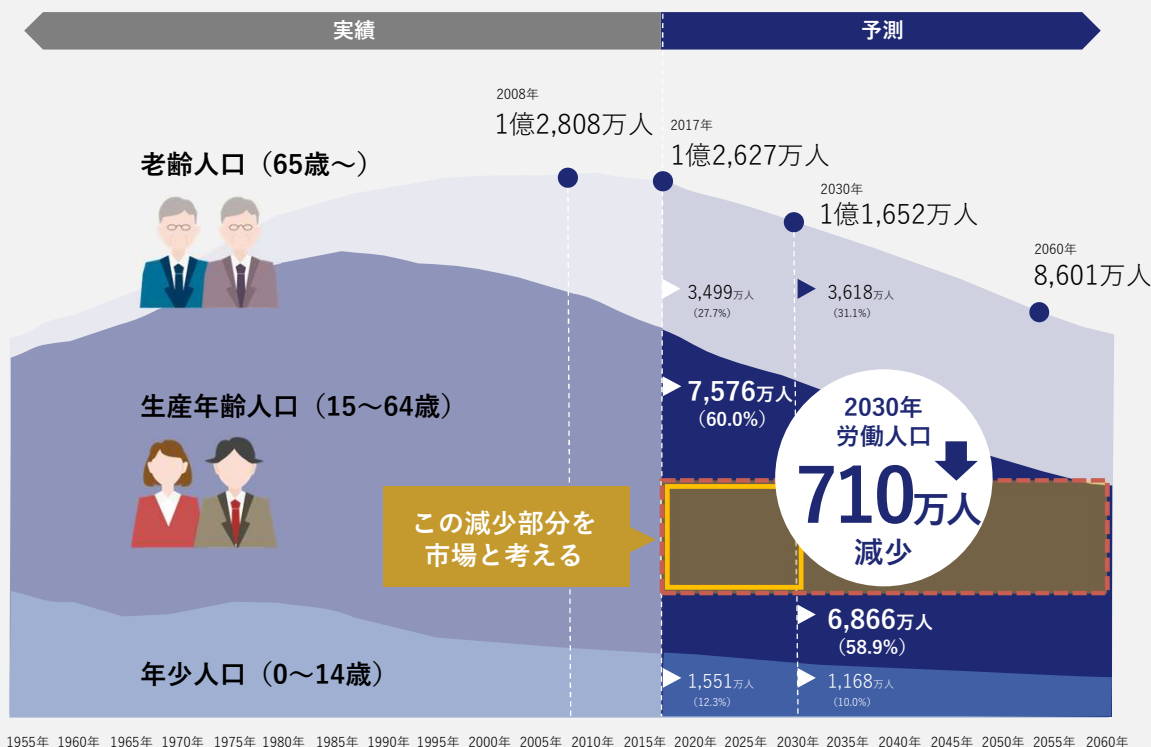 実績
予測
2008年
1億2,808万人
2017年
1億2,627万人
2030年
1億1,652万人
2060年
8,601万人
老齢人口（65歳～）
3,499万人
（27.7%）
3,618万人
（31.1%）
生産年齢人口（15～64歳）
7,576万人
（60.0%）
2030年
労働人口
710万人
減少
この減少部分を
市場と考える
6,866万人
（58.9%）
年少人口（0～14歳）
1,551万人
（12.3%）
1,168万人
（10.0%）
1955年 1960年 1965年 1970年 1975年 1980年 1985年 1990年 1995年 2000年 2005年 2010年 2015年 2020年 2025年 2030年 2035年 2040年 2045年 2050年 2055年 2060年